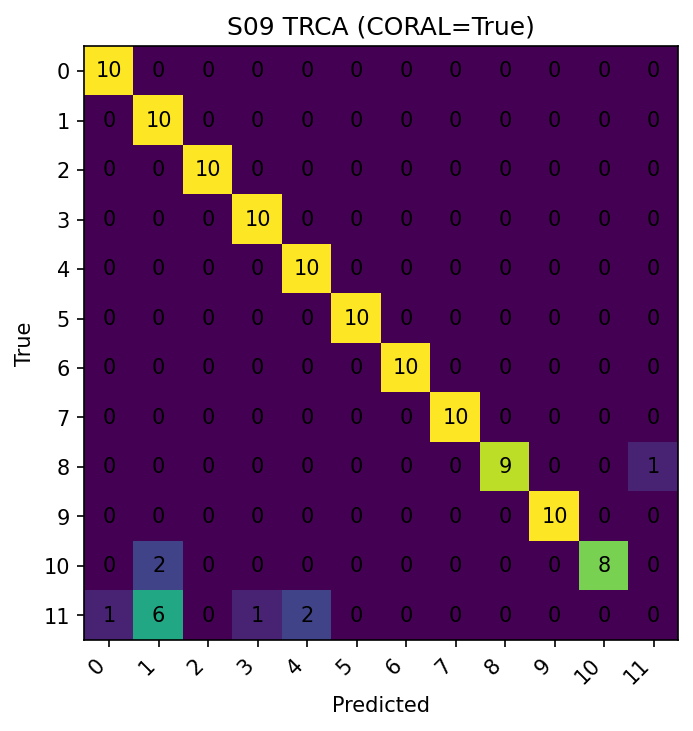 S09 TRCA (CORAL=True)
0 10 0 0 0 0 0 0 0 0 0 0 0
1 0 10 0 0 0 0 0 0 0 0 0 0
2 0 0 10 0 0 0 0 0 0 0 0 0
3 0 0 0 10 0 0 0 0 0 0 0 0
4 0 0 0 0 10 0 0 0 0 0 0 0
5 0 0 0 0 0 10 0 0 0 0 0 0
6 0 0 0 0 0 0 10 0 0 0 0 0
7 0 0 0 0 0 0 0 10 0 0 0 0
8 0 0 0 0 0 0 0 0 9 0 0 1
9 0 0 0 0 0 0 0 0 0 10 0 0
10 0 2 0 0 0 0 0 0 0 0 8 0
11 1 6 0 1 2 0 0 0 0 0 0 0
True
0 1 2 3 4 5 6 7 8 9 10 11
Predicted